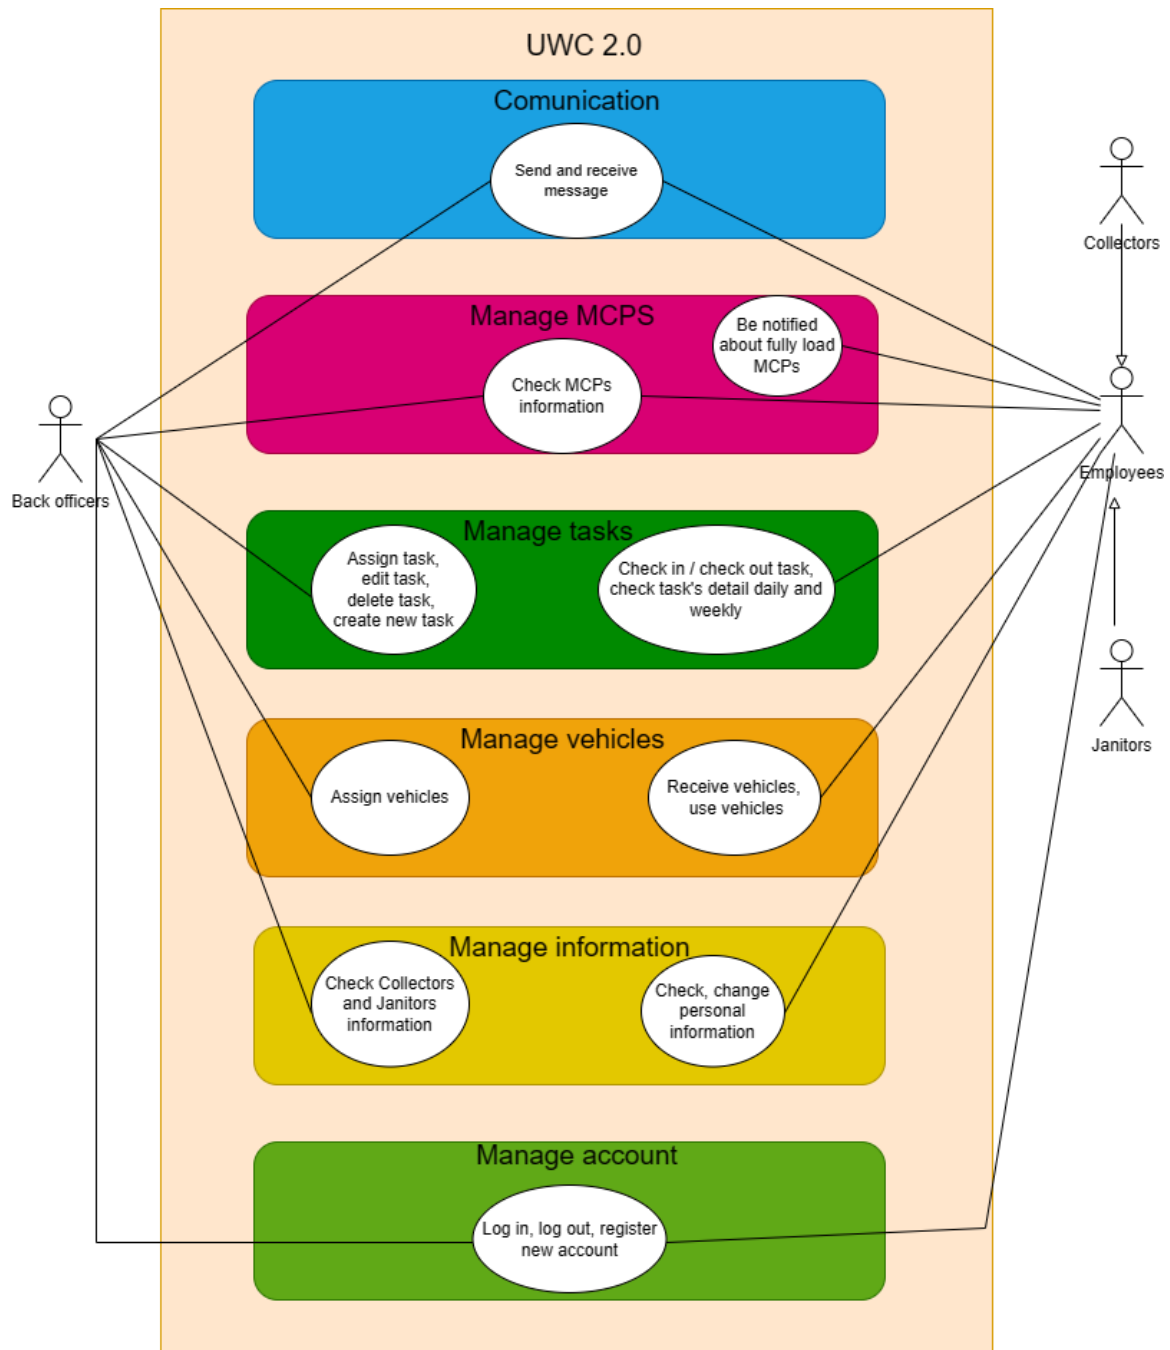 UWC 2.0
Comunication
Send and receive
message
Collectors
Manage MCPS
Be notified
about fully load
MCPs
Check MCPs
information
Back officers
Employees
Manage tasks
Assign task,
edit task,
delete task,
create new task
Check in / check out task,
check task's detail daily and
weekly
Janitors
Manage vehicles
Assign vehicles
Receive vehicles,
use vehicles
Manage information
Check Collectors
and Janitors
information
Check, change
personal
information
Manage account
Log in, log out, register
new account